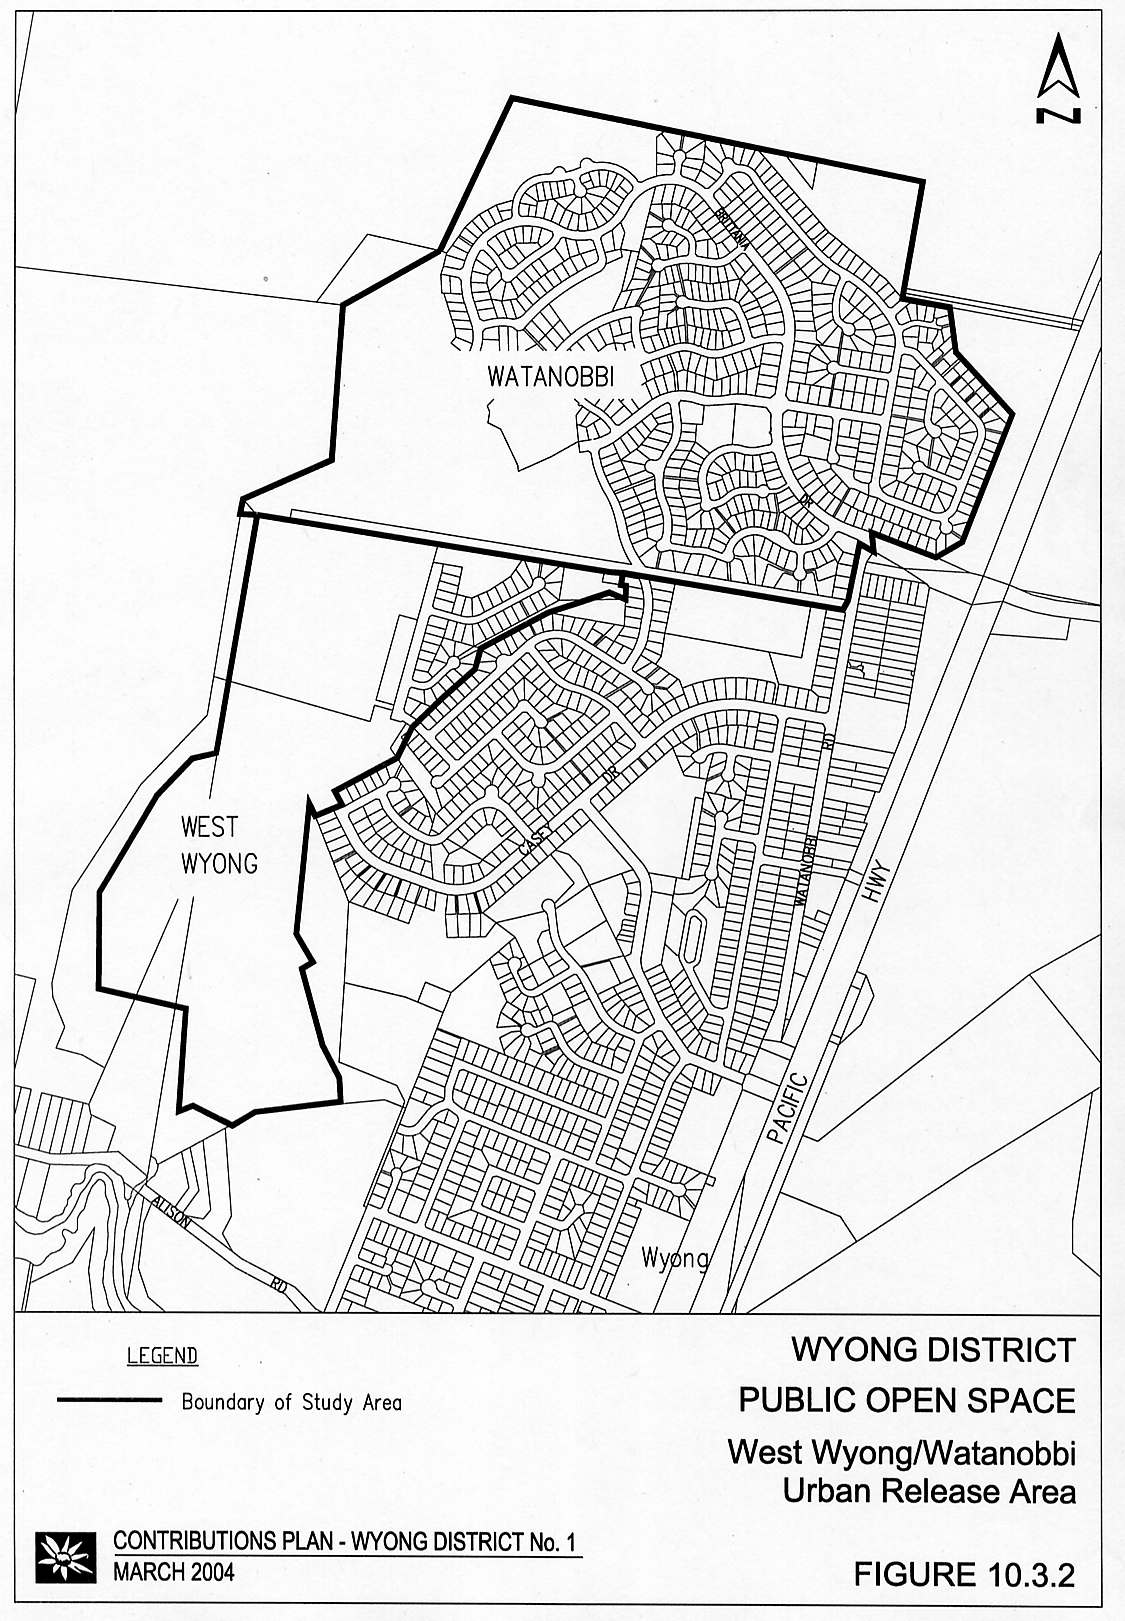 N
BRITTANIA
WATANOBBI
DR
RD
DR
CASEY
WATANOBBI
HWY
WEST
WYONG
PACIFIC
ALISON
RD
Wyong
LEGEND
Boundary of Study Area
WYONG DISTRICT
PUBLIC OPEN SPACE
West Wyong/Watanobbi
Urban Release Area
CONTRIBUTIONS PLAN - WYONG DISTRICT No. 1
MARCH 2004
FIGURE 10.3.2